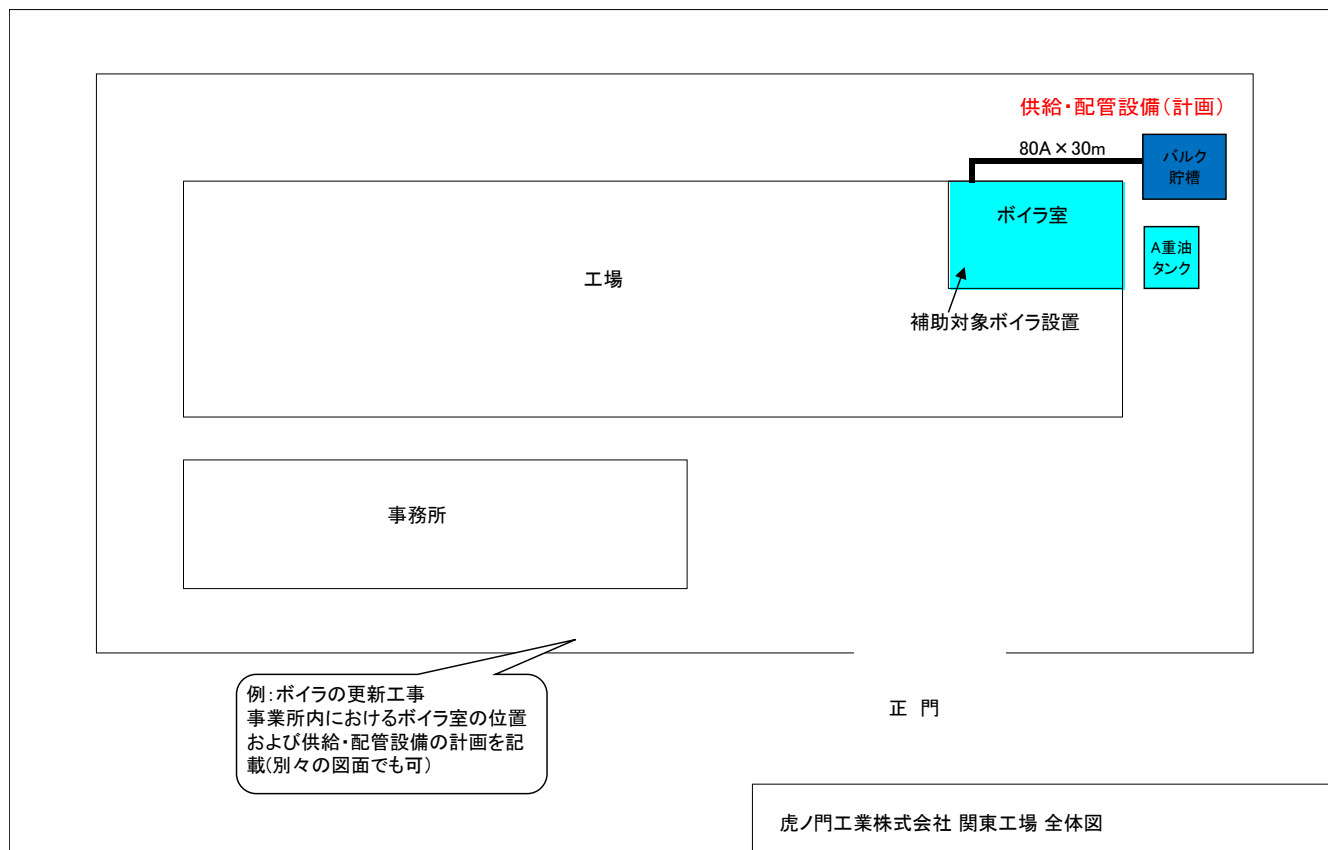 供給・配管設備(計画)
80A×30m
バルク
貯槽
ボイラ室
A重油
タンク
工場
補助対象ボイラ設置
事務所
例:ボイラの更新工事
事業所内におけるボイラ室の位置
および供給・配管設備の計画を記
載(別々の図面でも可)
正 門
虎ノ門工業株式会社 関東工場 全体図